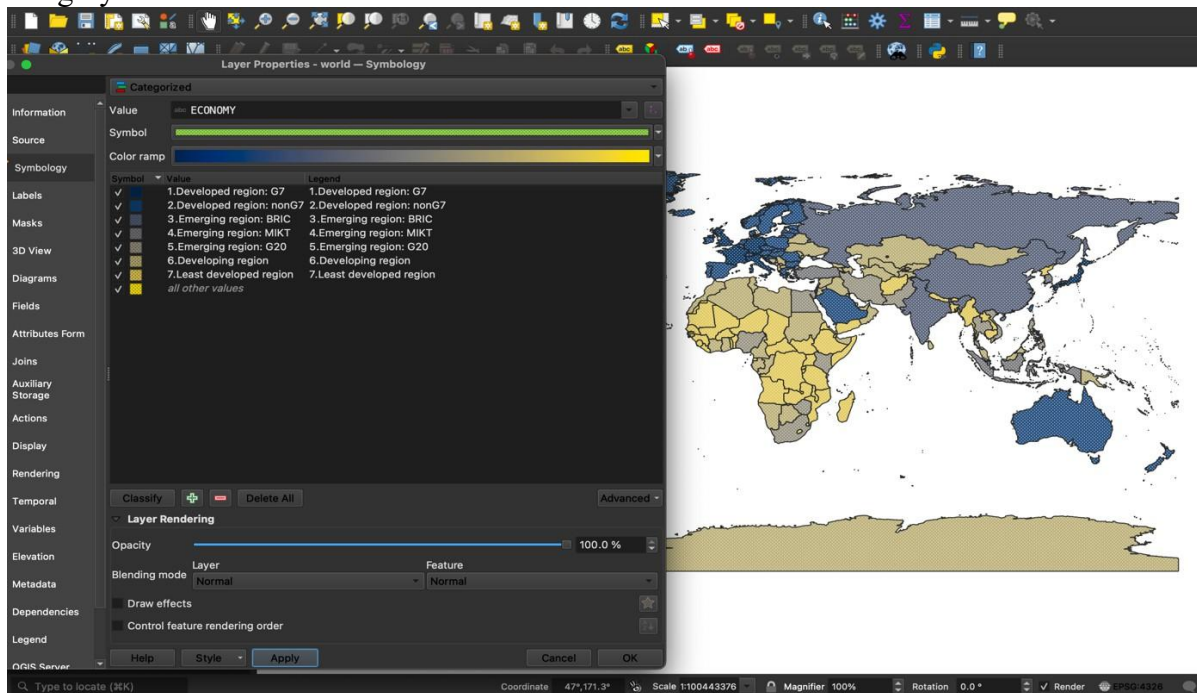 Layer Properties - world — Symbology
Categorized
Information
Source
Symbology
Labels
Masks
3D View
Diagrams
Fields
Attributes Form
Joins
Auxiliary
Storage
Actions
Display
Rendering
Temporal
Variables
Elevation
Metadata
Dependencies
Legend
QGIS Server
Value abc ECONOMY
Symbol
Color ramp
Symbol Value Legend
1.Developed region: G7 1.Developed region: G7
2.Developed region: nonG7 2.Developed region: nonG7
3.Emerging region: BRIC 3.Emerging region: BRIC
4.Emerging region: MIKT 4.Emerging region: MIKT
5.Emerging region: G20 5.Emerging region: G20
6.Developing region 6.Developing region
7.Least developed region 7.Least developed region
all other values
Classify Delete All Advanced
Layer Rendering
Opacity 100.0 %
Layer Feature
Blending mode Normal Normal
Draw effects
Control feature rendering order
Help Style Apply Cancel OK
Type to locate (⌘K) Coordinate 47°,171.3° Scale 1:100443376 Magnifier 100% Rotation 0.0 ° Render EPSG:4326